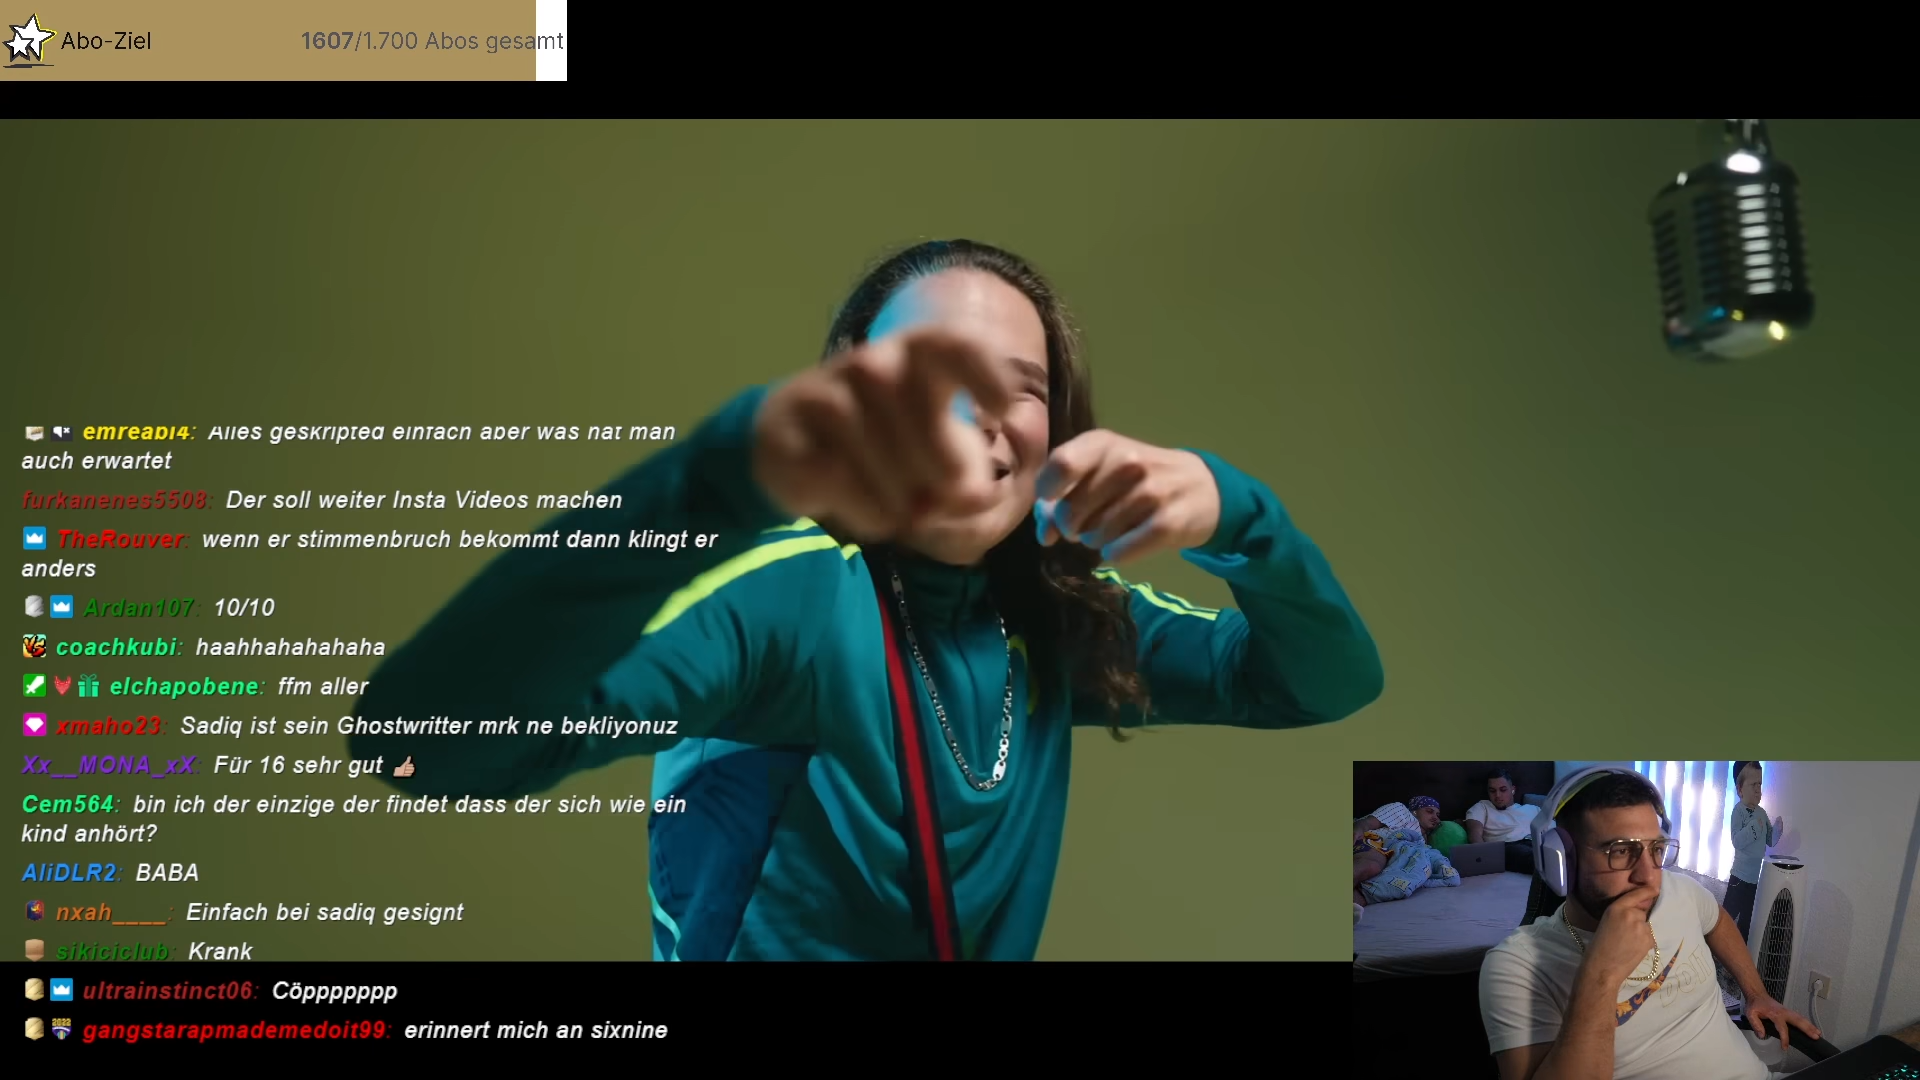 Abo-Ziel 1607/1.700 Abos gesamt
emreabi4: Alles geskripted einfach aber was hat man
auch erwartet
furkanenes5508: Der soll weiter Insta Videos machen
TheRouver: wenn er stimmenbruch bekommt dann klingt er
anders
Ardan107: 10/10
coachkubi: haahhahahahaha
elchapobene: ffm aller
xmaho23: Sadiq ist sein Ghostwritter mrk ne bekliyonuz
Xx__MONA_xX: Für 16 sehr gut 👍🏼
Cem564: bin ich der einzige der findet dass der sich wie ein
kind anhört?
AliDLR2: BABA
nxah____: Einfach bei sadiq gesignt
sikiciclub: Krank
ultrainstinct06: Cöppppppp
gangstarapmademedoit99: erinnert mich an sixnine